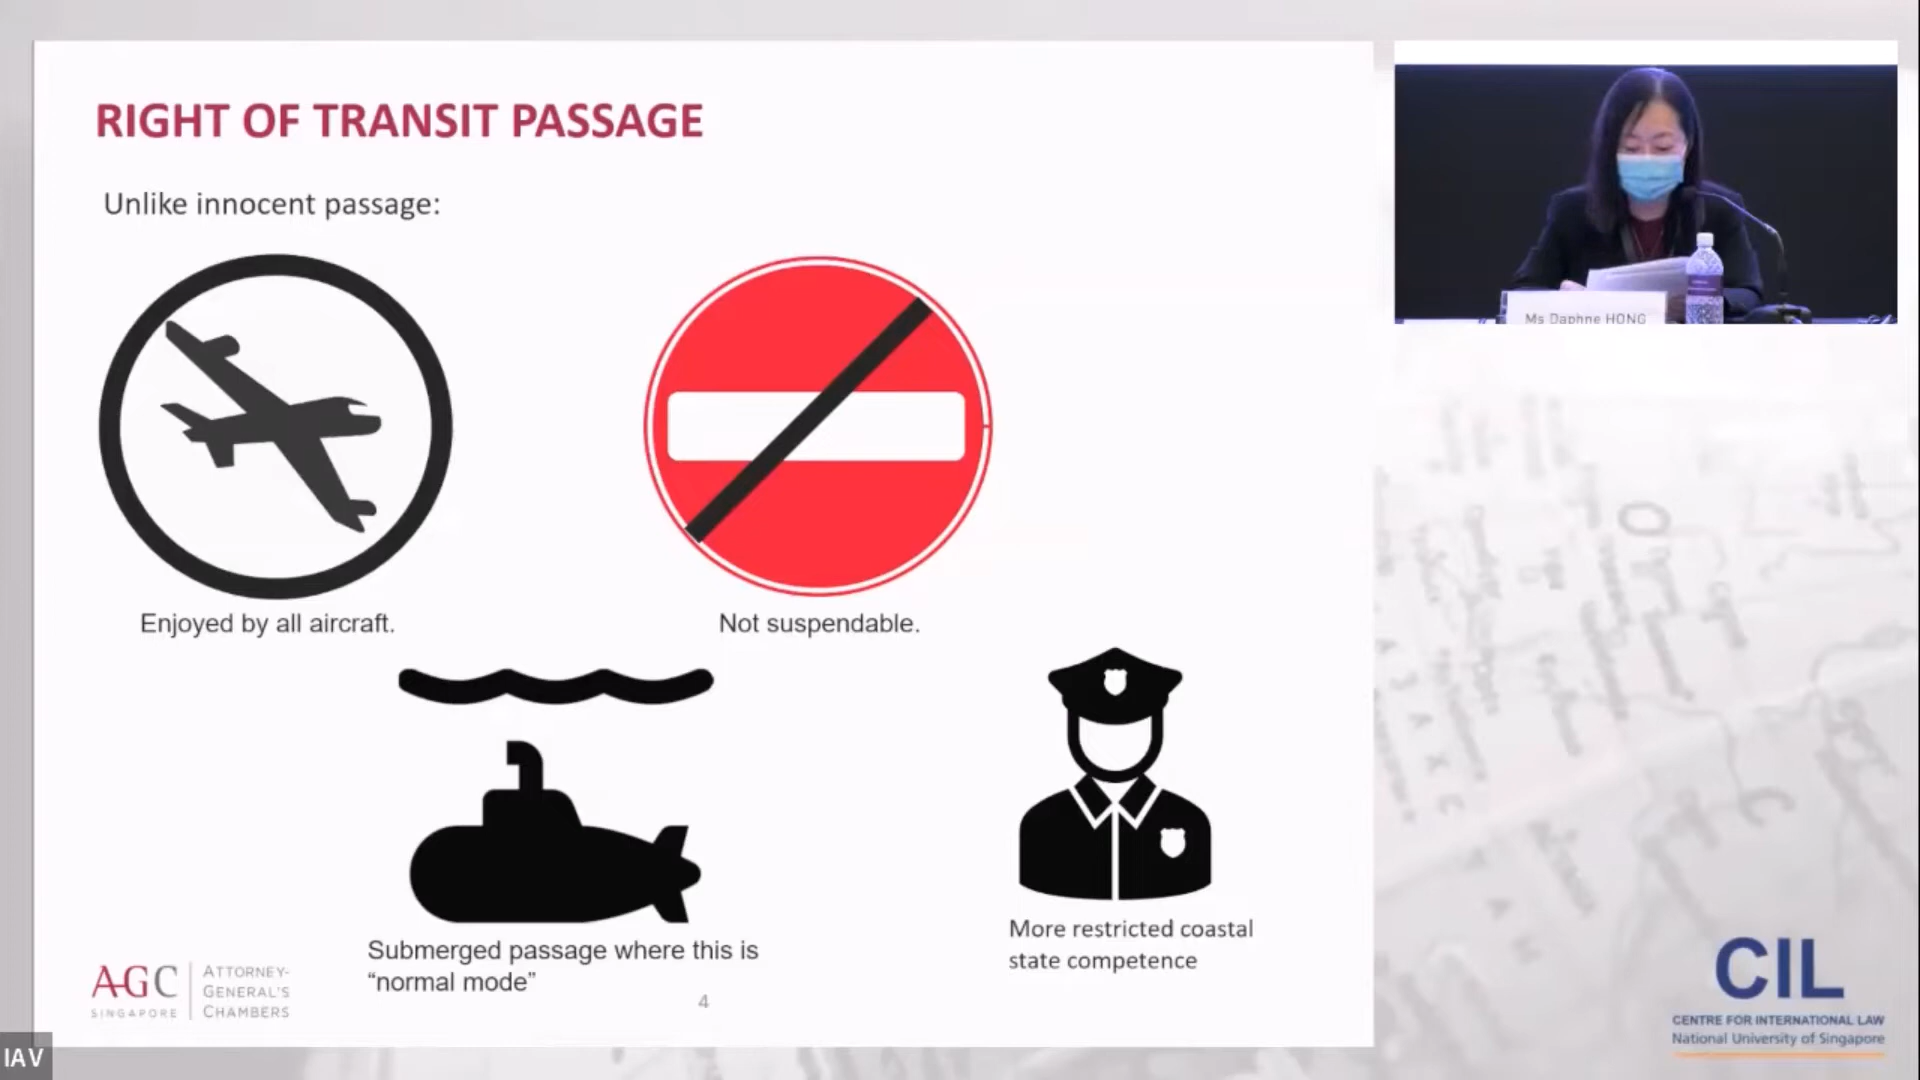 RIGHT OF TRANSIT PASSAGE
Unlike innocent passage:
Enjoyed by all aircraft.
Not suspendable.
Submerged passage where this is
“normal mode”
More restricted coastal
state competence
AGC
SINGAPORE
ATTORNEY-
GENERAL'S
CHAMBERS
4
Ms Daphne HONG
CIL
CENTRE FOR INTERNATIONAL LAW
National University of Singapore
IAV